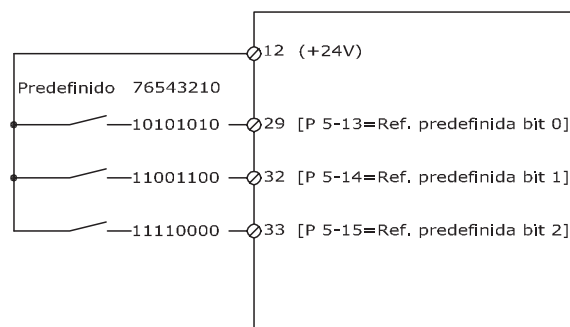 12 (+24V)
Predefinido 76543210
10101010 29 [P 5-13=Ref. predefinida bit 0]
11001100 32 [P 5-14=Ref. predefinida bit 1]
11110000 33 [P 5-15=Ref. predefinida bit 2]